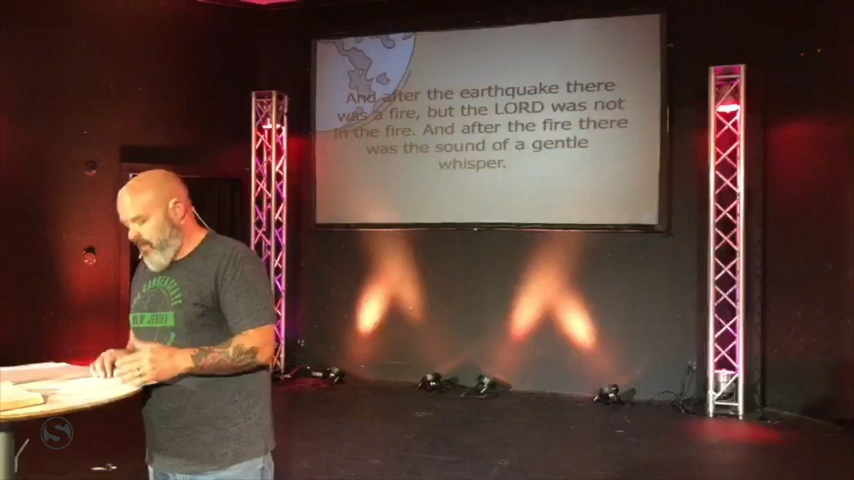 And after the earthquake there
was a fire, but the LORD was not
in the fire. And after the fire there
was the sound of a gentle
whisper.
S